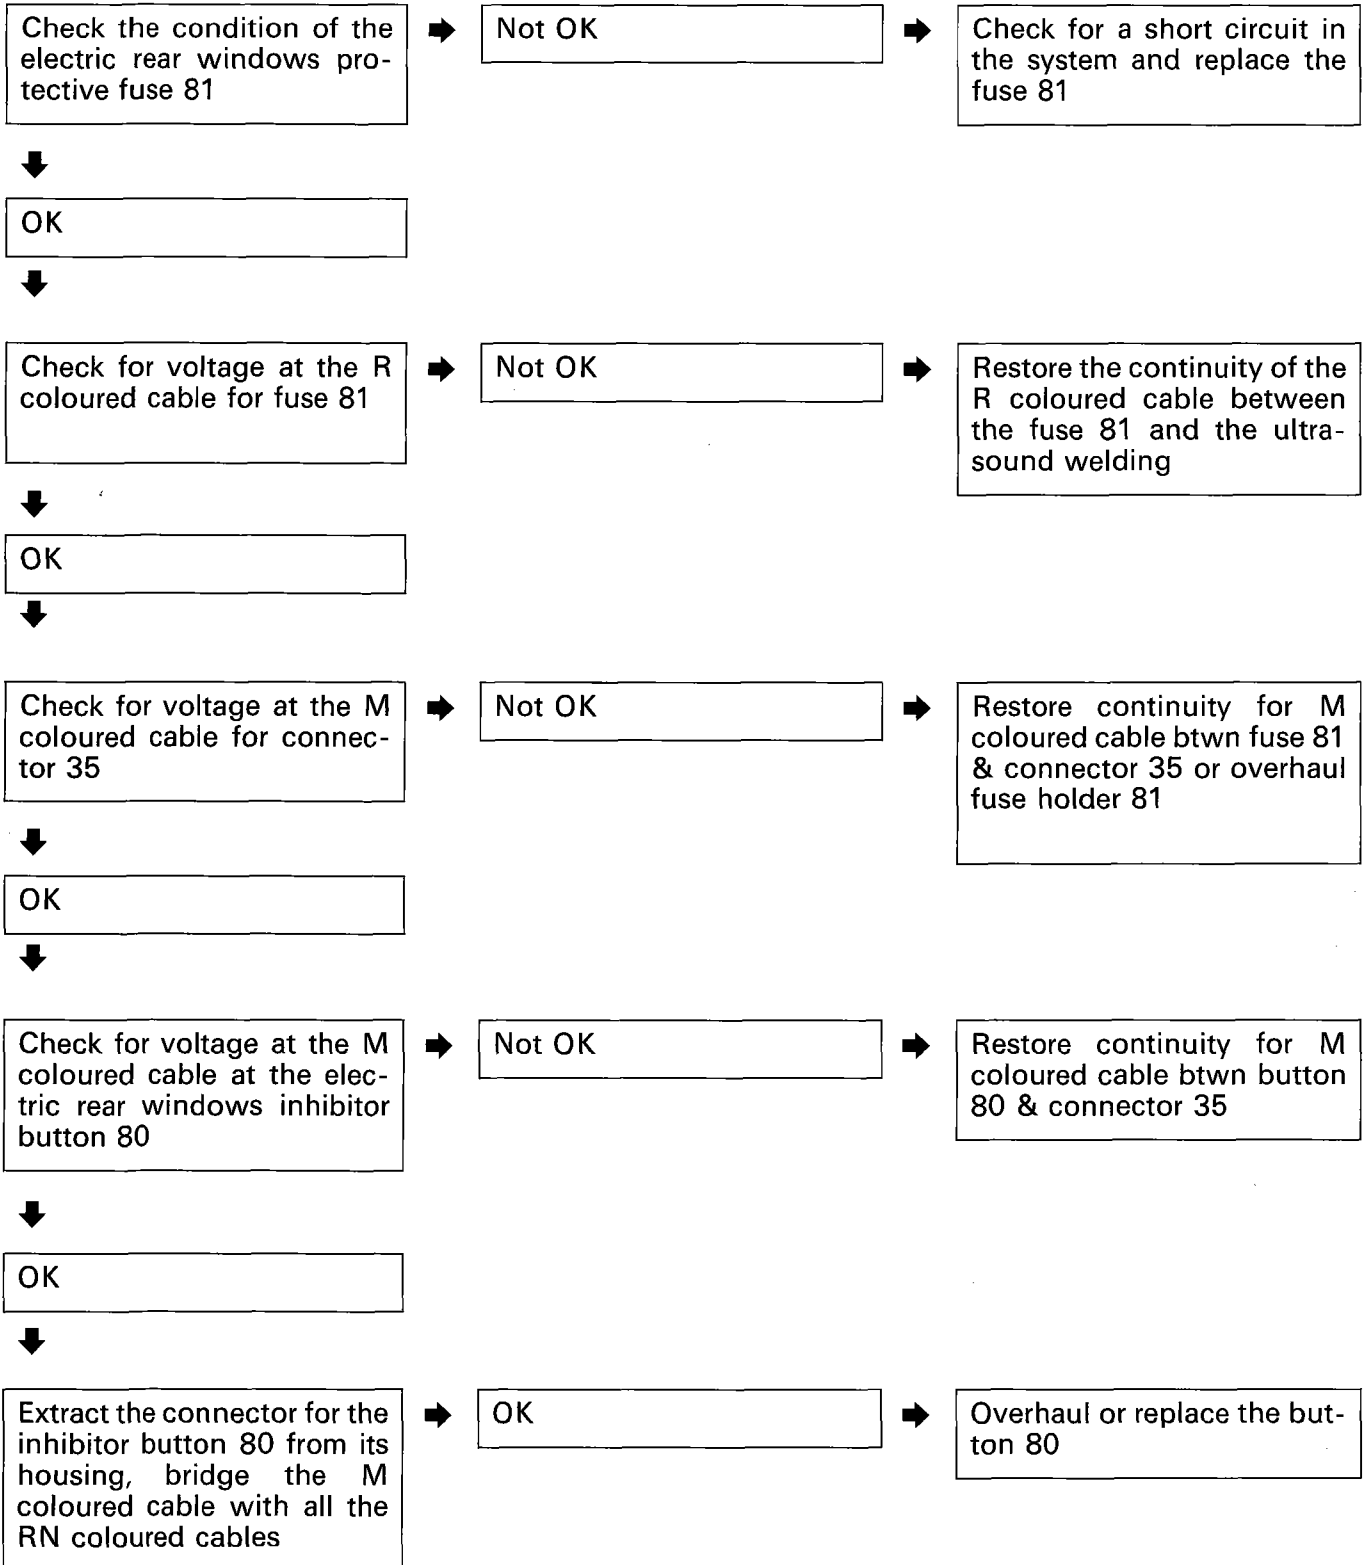 Check the condition of the
electric rear windows pro-
tective fuse 81
Not OK
Check for a short circuit in
the system and replace the
fuse 81
OK
Check for voltage at the R
coloured cable for fuse 81
Not OK
Restore the continuity of the
R coloured cable between
the fuse 81 and the ultra-
sound welding
OK
Check for voltage at the M
coloured cable for connec-
tor 35
Not OK
Restore continuity for M
coloured cable btwn fuse 81
& connector 35 or overhaul
fuse holder 81
OK
Check for voltage at the M
coloured cable at the elec-
tric rear windows inhibitor
button 80
Not OK
Restore continuity for M
coloured cable btwn button
80 & connector 35
OK
Extract the connector for the
inhibitor button 80 from its
housing, bridge the M
coloured cable with all the
RN coloured cables
OK
Overhaul or replace the but-
ton 80